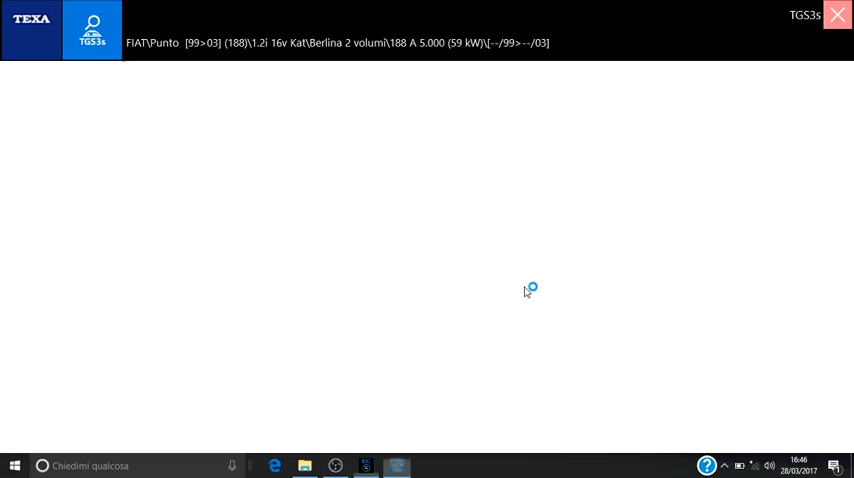 TEXA
TGS3s
FIAT\Punto [99>03] (188)\1.2i 16v Kat\Berlina 2 volumi\188 A 5.000 (59 kW)\[--/99>--/03]
TGS3s
Chiedimi qualcosa
16:46
28/03/2017